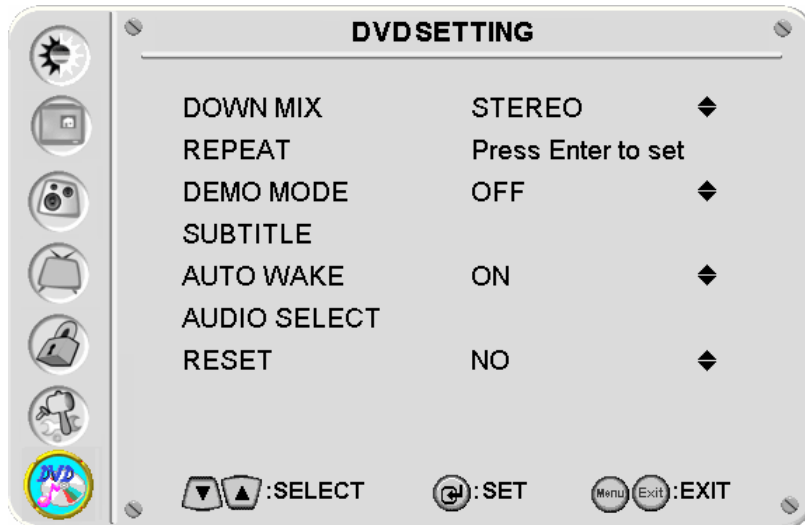 DVD SETTING
DOWN MIX STEREO
REPEAT Press Enter to set
DEMO MODE OFF
SUBTITLE
AUTO WAKE ON
AUDIO SELECT
RESET NO
DVD
:SELECT :SET Menu Exit :EXIT